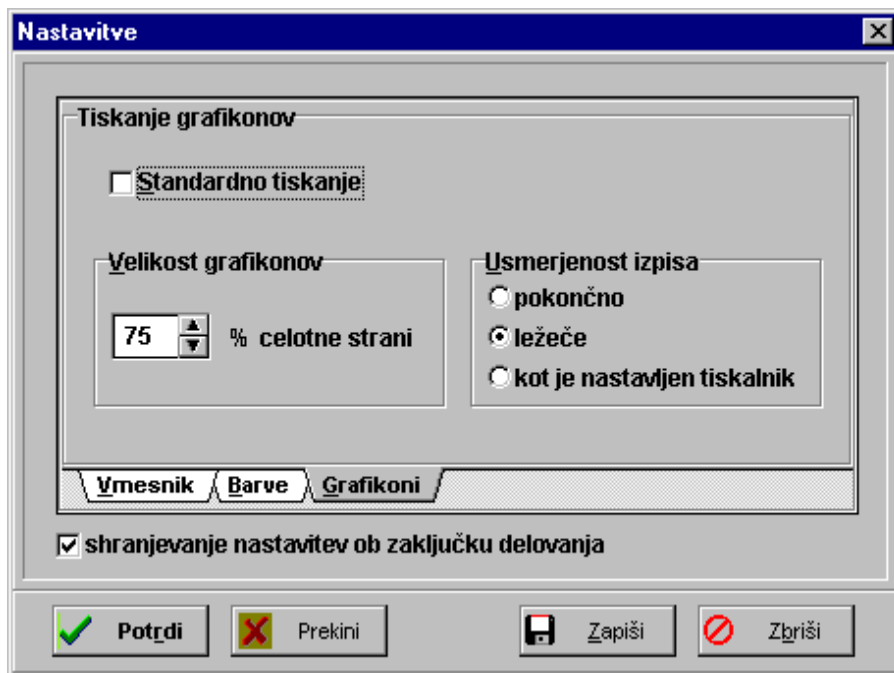 Nastavitve
Tiskanje grafikonov
Standardno tiskanje
Velikost grafikonov
75 % celotne strani
Usmerjenost izpisa
pokončno
ležeče
kot je nastavljen tiskalnik
Vmesnik Barve Grafikoni
shranjevanje nastavitev ob zaključku delovanja
Potrdi Prekini Zapiši Zbriši